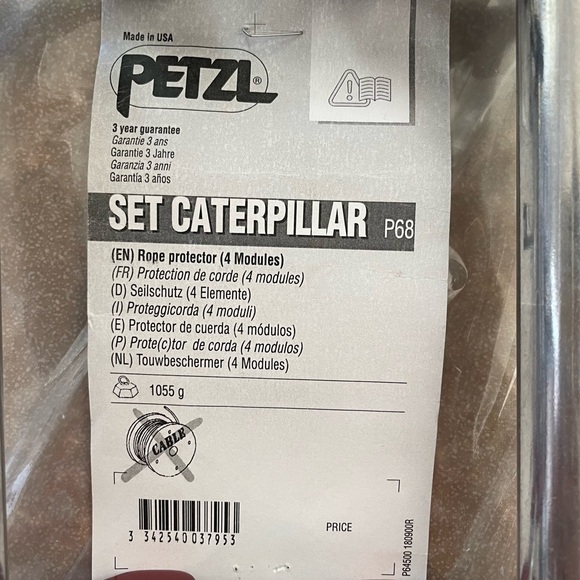 Made in USA
PETZL®
3 year guarantee
Garantie 3 ans
Garantie 3 Jahre
Garanzia 3 anni
Garantía 3 años
SET CATERPILLAR P68
(EN) Rope protector (4 Modules)
(FR) Protection de corde (4 modules)
(D) Seilschutz (4 Elemente)
(I) Proteggicorda (4 moduli)
(E) Protector de cuerda (4 módulos)
(P) Prote(c)tor de corda (4 modulos)
(NL) Touwbeschermer (4 Modules)
1055 g
CABLE
3 342540 037953
PRICE
P64500 180900R